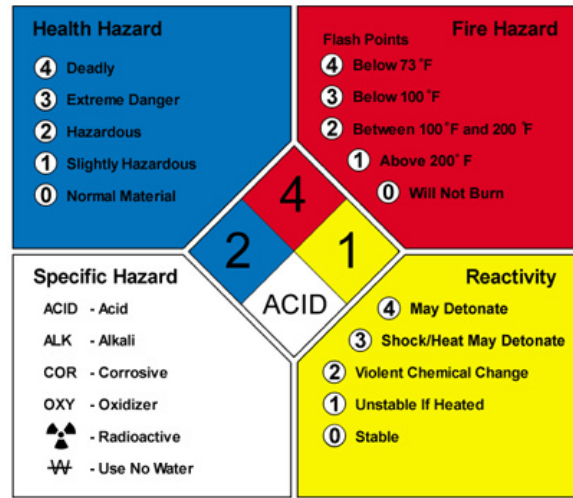 Health Hazard
4 Deadly
3 Extreme Danger
2 Hazardous
1 Slightly Hazardous
0 Normal Material
Fire Hazard
Flash Points
4 Below 73°F
3 Below 100°F
2 Between 100°F and 200°F
1 Above 200°F
0 Will Not Burn
4
2
1
ACID
Specific Hazard
ACID - Acid
ALK - Alkali
COR - Corrosive
OXY - Oxidizer
- Radioactive
W - Use No Water
Reactivity
4 May Detonate
3 Shock/Heat May Detonate
2 Violent Chemical Change
1 Unstable If Heated
0 Stable